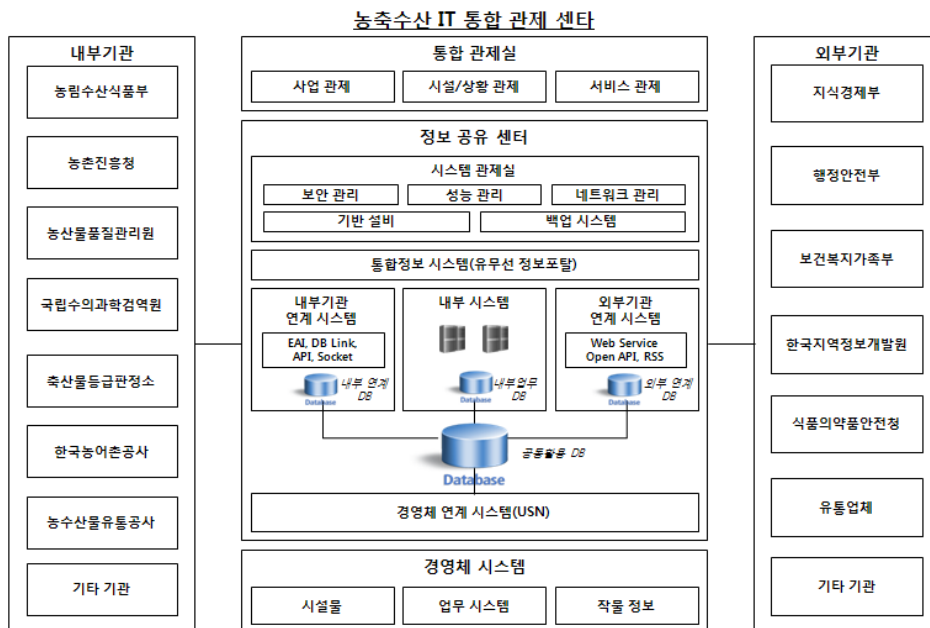 농축수산 IT 통합 관제 센타
내부기관
농림수산식품부
농촌진흥청
농산물품질관리원
국립수의과학검역원
축산물등급판정소
한국농어촌공사
농수산물유통공사
기타 기관
통합 관제실
사업 관제
시설/상황 관제
서비스 관제
정보 공유 센터
시스템 관제실
보안 관리
성능 관리
네트워크 관리
기반 설비
백업 시스템
통합정보 시스템(유무선 정보포탈)
내부기관
연계 시스템
EAI, DB Link,
API, Socket
Database
내부 연계
DB
내부 시스템
Database
내부업무
DB
외부기관
연계 시스템
Web Service
Open API, RSS
Database
외부 연계
DB
Database
공통활용 DB
경영체 연계 시스템(USN)
경영체 시스템
시설물
업무 시스템
작물 정보
외부기관
지식경제부
행정안전부
보건복지가족부
한국지역정보개발원
식품의약품안전청
유통업체
기타 기관